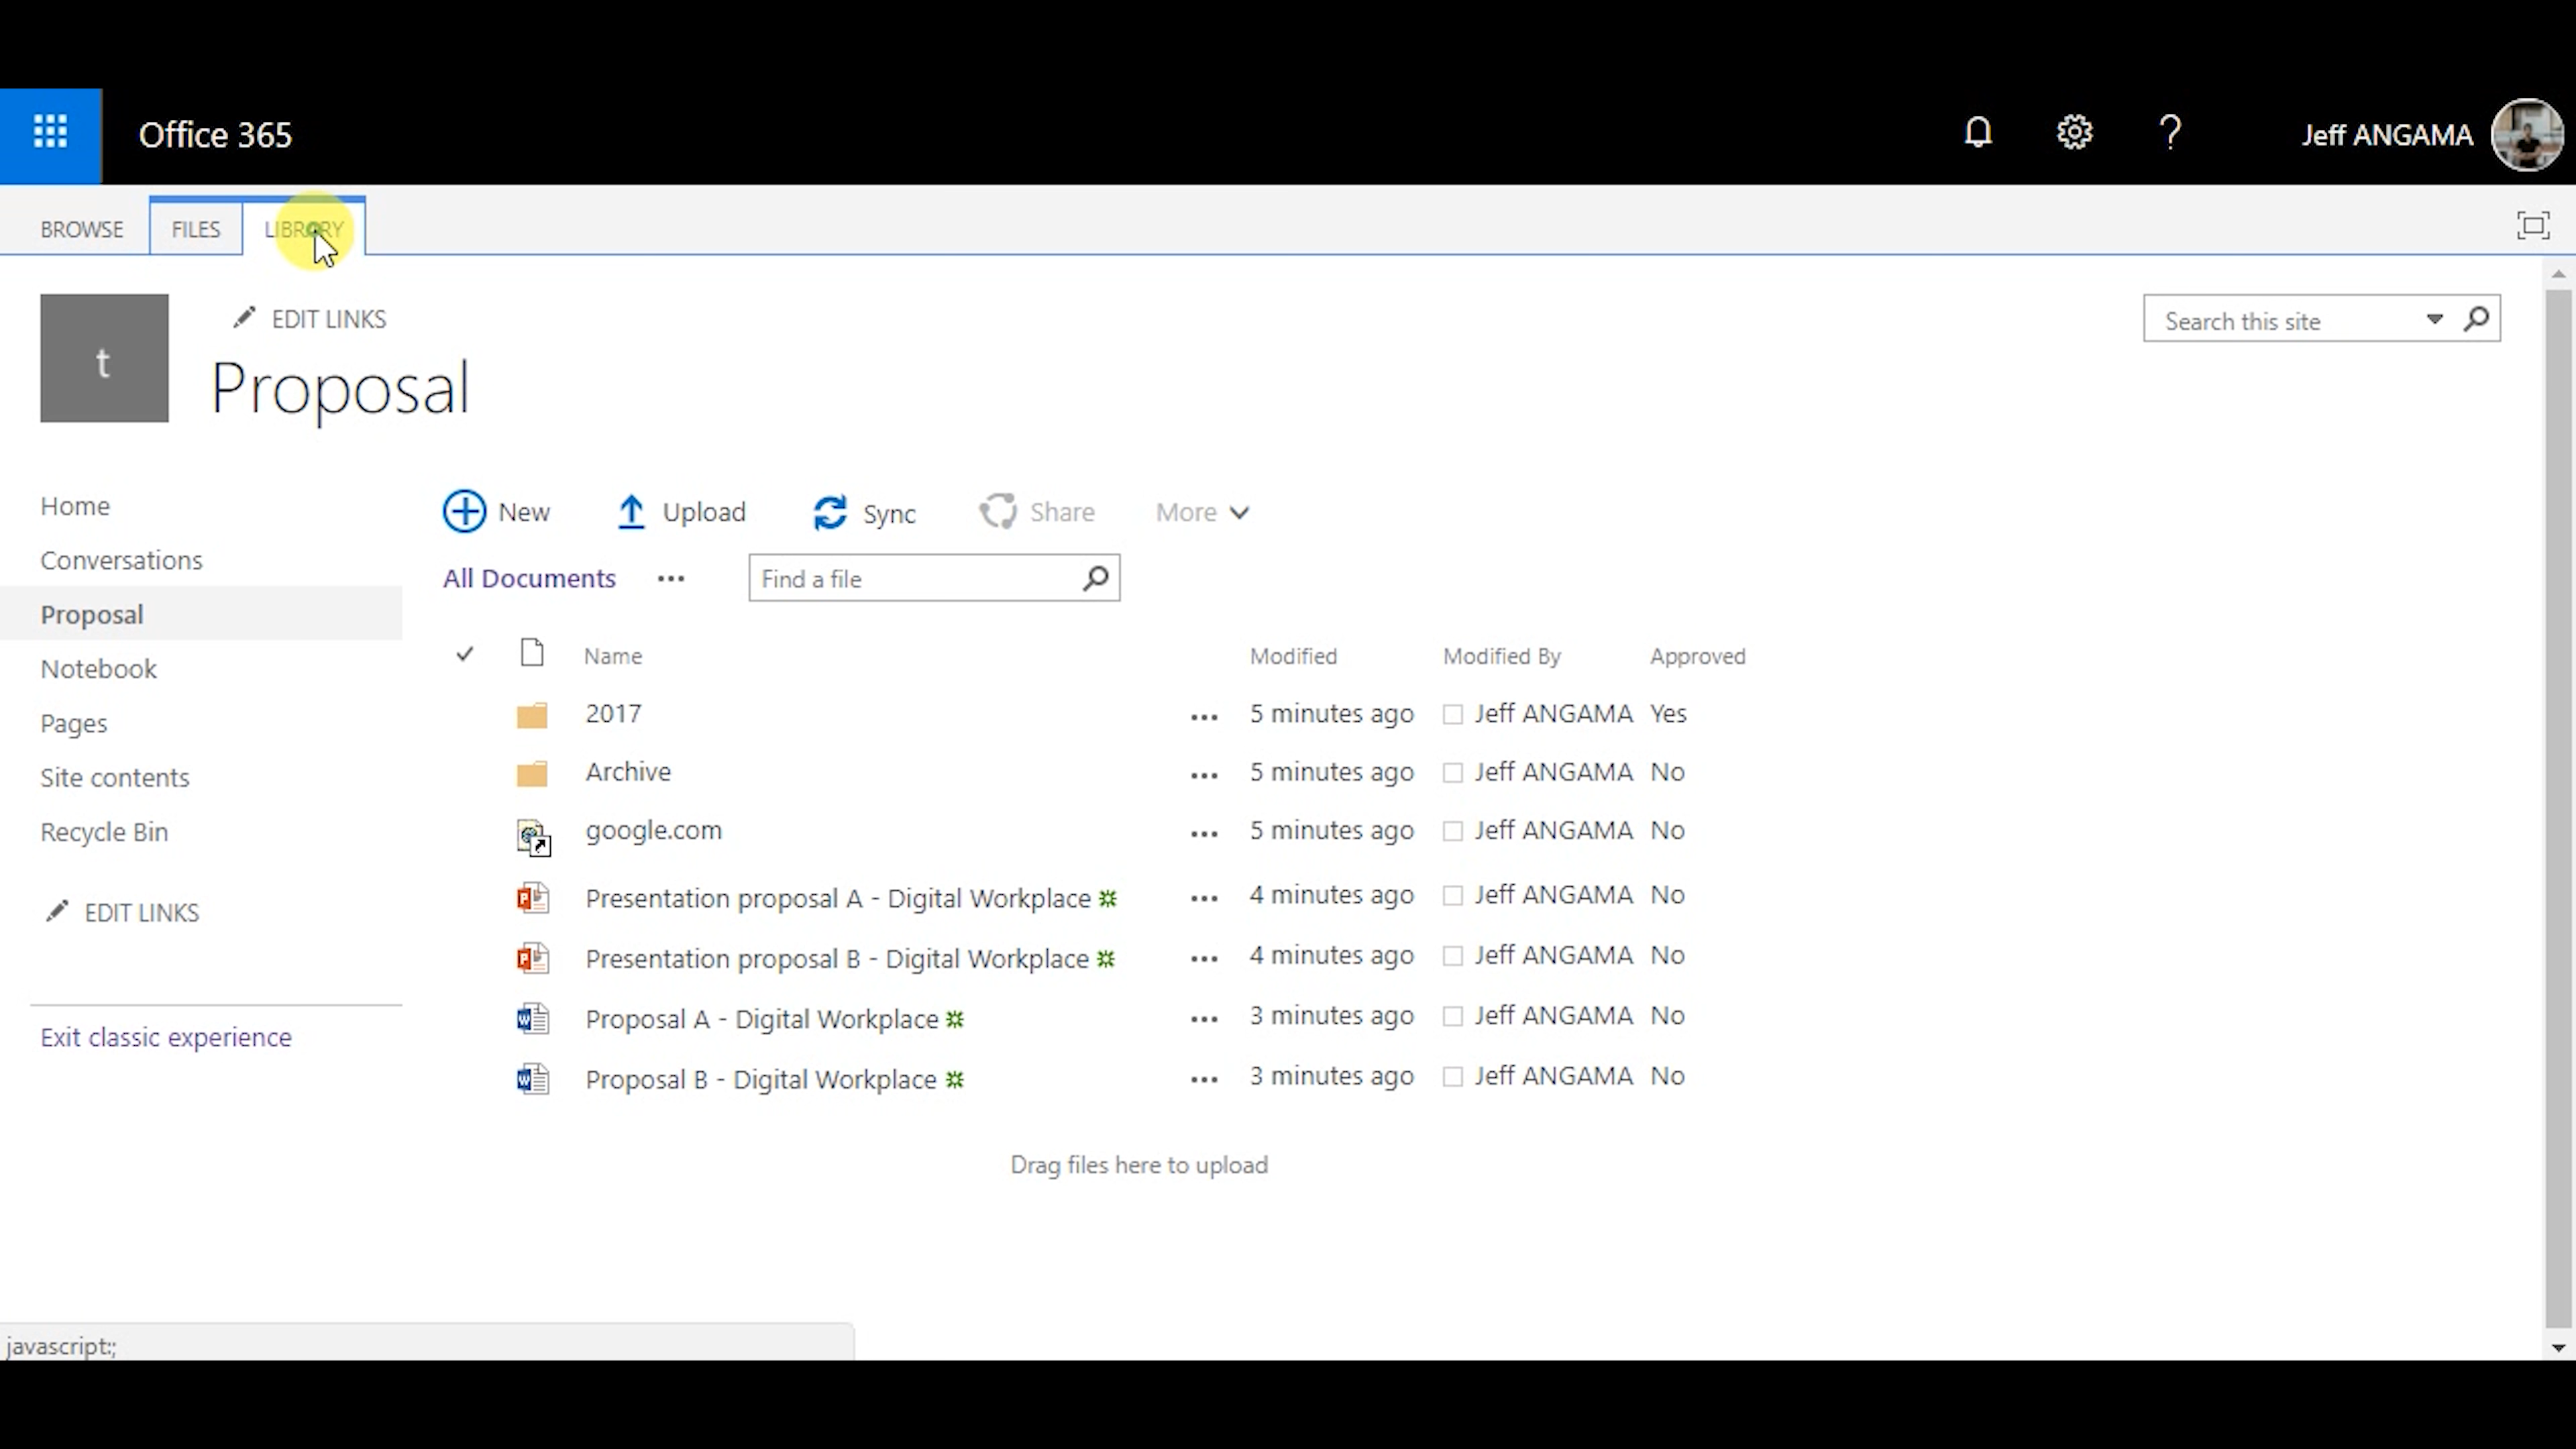 Office 365
Jeff ANGAMA
BROWSE
FILES
LIBRARY
EDIT LINKS
Search this site
t
Proposal
New
Upload
Sync
Share
More
All Documents
Find a file
Home
Conversations
Proposal
Notebook
Pages
Site contents
Recycle Bin
EDIT LINKS
Exit classic experience
Name Modified Modified By Approved
2017 ... 5 minutes ago Jeff ANGAMA Yes
Archive ... 5 minutes ago Jeff ANGAMA No
google.com ... 5 minutes ago Jeff ANGAMA No
Presentation proposal A - Digital Workplace ... 4 minutes ago Jeff ANGAMA No
Presentation proposal B - Digital Workplace ... 4 minutes ago Jeff ANGAMA No
Proposal A - Digital Workplace ... 3 minutes ago Jeff ANGAMA No
Proposal B - Digital Workplace ... 3 minutes ago Jeff ANGAMA No
Drag files here to upload
javascript:;